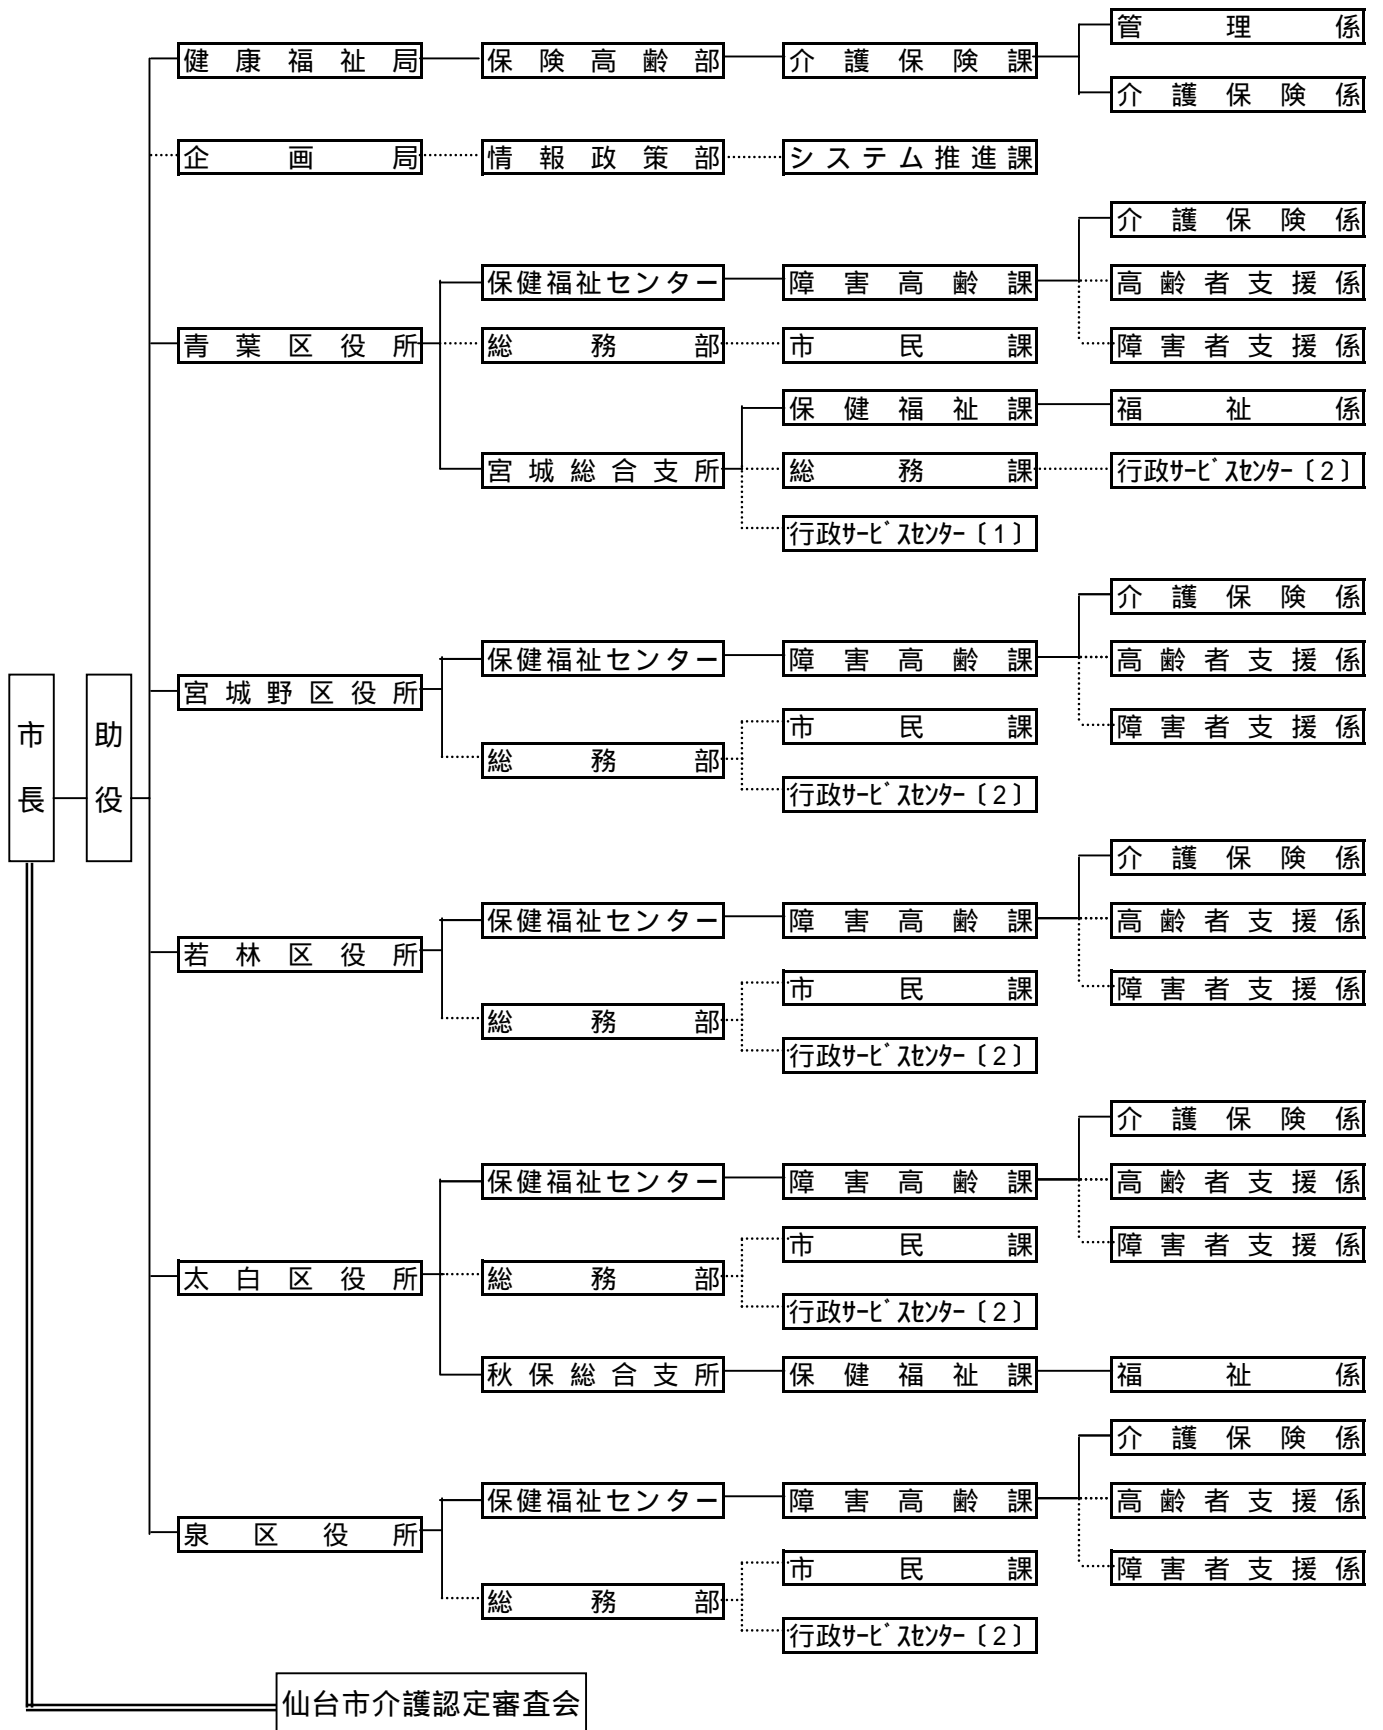 市長
助役
健康福祉局
保険高齢部
介護保険課
管理係
介護保険係
企画局
情報政策部
システム推進課
青葉区役所
保健福祉センター
障害高齢課
介護保険係
高齢者支援係
障害者支援係
総務部
市民課
宮城総合支所
保健福祉課
福祉係
総務課
行政サービスセンター〔2〕
行政サービスセンター〔1〕
宮城野区役所
保健福祉センター
障害高齢課
介護保険係
高齢者支援係
障害者支援係
総務部
市民課
行政サービスセンター〔2〕
若林区役所
保健福祉センター
障害高齢課
介護保険係
高齢者支援係
障害者支援係
総務部
市民課
行政サービスセンター〔2〕
太白区役所
保健福祉センター
障害高齢課
介護保険係
高齢者支援係
障害者支援係
総務部
市民課
行政サービスセンター〔2〕
秋保総合支所
保健福祉課
福祉係
泉区役所
保健福祉センター
障害高齢課
介護保険係
高齢者支援係
障害者支援係
総務部
市民課
行政サービスセンター〔2〕
仙台市介護認定審査会